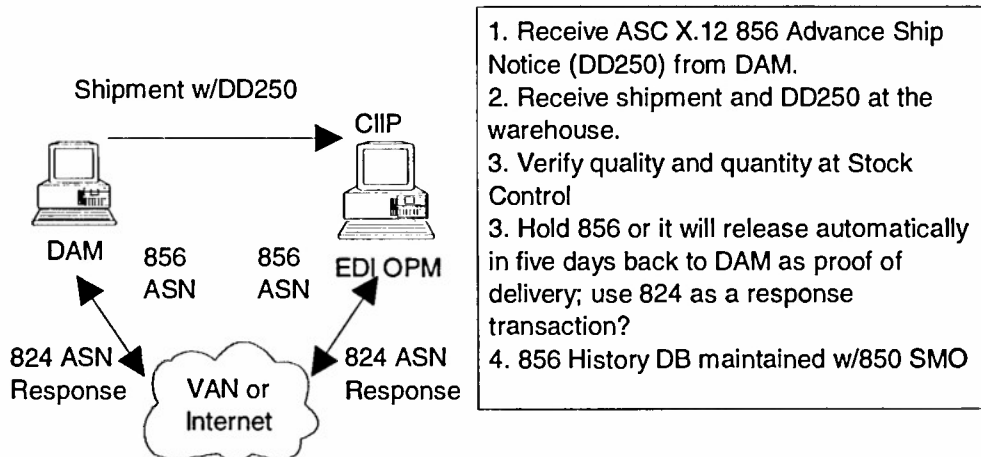 Shipment w/DD250
CIIP
DAM
EDI OPM
856
ASN
856
ASN
824 ASN
Response
824 ASN
Response
VAN or
Internet
1. Receive ASC X.12 856 Advance Ship
Notice (DD250) from DAM.
2. Receive shipment and DD250 at the
warehouse.
3. Verify quality and quantity at Stock
Control
3. Hold 856 or it will release automatically
in five days back to DAM as proof of
delivery; use 824 as a response
transaction?
4. 856 History DB maintained w/850 SMO